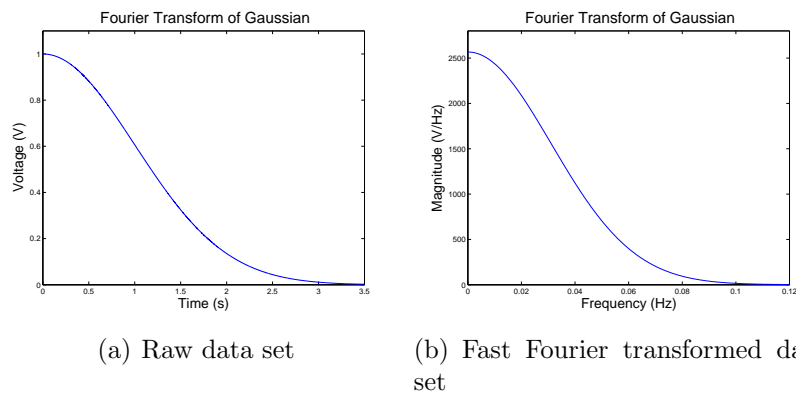 Fourier Transform of Gaussian
1
0.8
0.6
0.4
0.2
0
Voltage (V)
0 0.5 1 1.5 2 2.5 3 3.5
Time (s)
(a) Raw data set
Fourier Transform of Gaussian
2500
2000
1500
1000
500
0
Magnitude (V/Hz)
0 0.02 0.04 0.06 0.08 0.1 0.12
Frequency (Hz)
(b) Fast Fourier transformed da
set